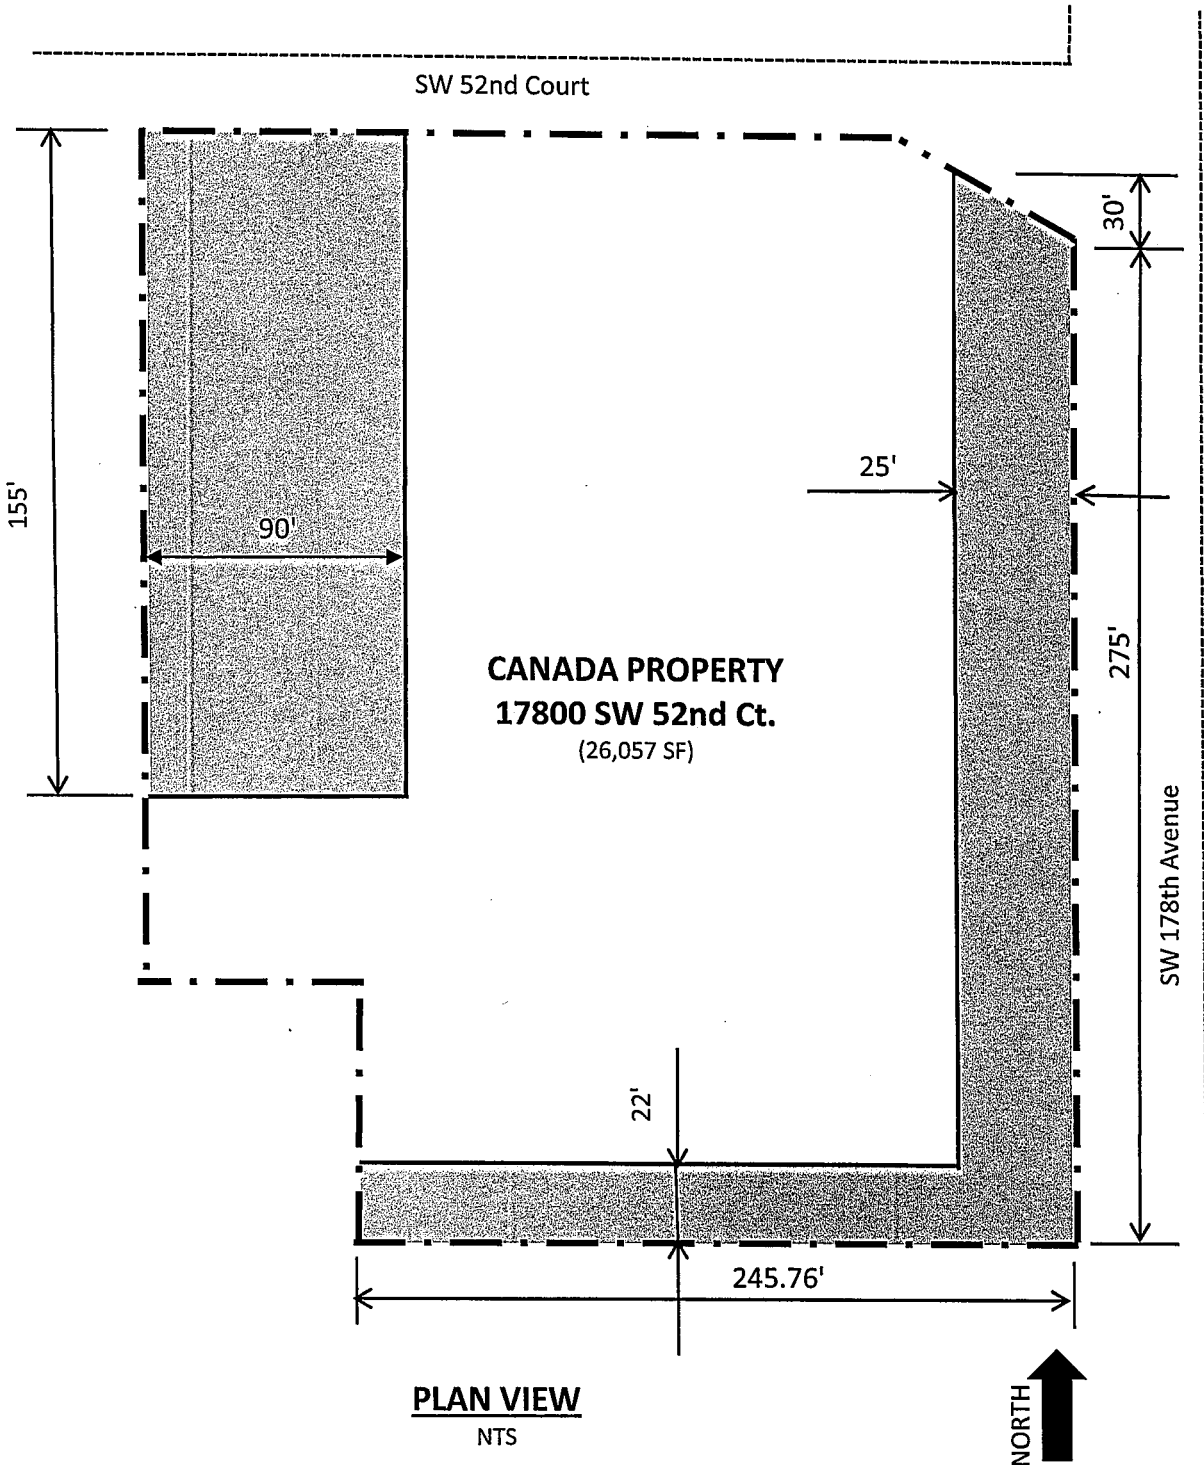 SW 52nd Court
30'
155'
25'
90'
275'
CANADA PROPERTY
17800 SW 52nd Ct.
(26,057 SF)
SW 178th Avenue
22'
245.76'
PLAN VIEW
NTS
NORTH